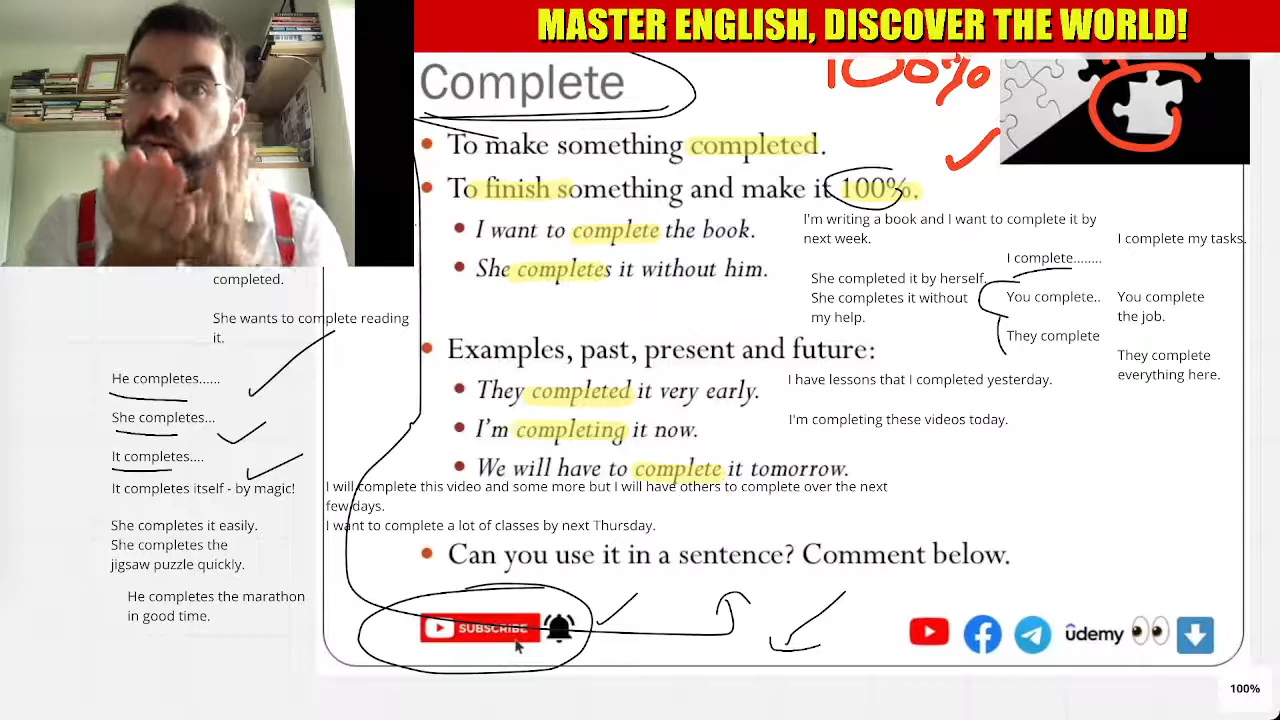 MASTER ENGLISH, DISCOVER THE WORLD!
Complete
100%
To make something completed.
To finish something and make it 100%.
I want to complete the book.
She completes it without him.
I'm writing a book and I want to complete it by
next week.
She completed it by herself.
She completes it without
my help.
I complete........
You complete..
They complete
I complete my tasks.
You complete
the job.
They complete
everything here.
completed.
She wants to complete reading
it.
He completes......
She completes...
It completes....
It completes itself - by magic!
She completes it easily.
She completes the
jigsaw puzzle quickly.
He completes the marathon
in good time.
Examples, past, present and future:
They completed it very early.
I'm completing it now.
We will have to complete it tomorrow.
I have lessons that I completed yesterday.
I'm completing these videos today.
I will complete this video and some more but I will have others to complete over the next
few days.
I want to complete a lot of classes by next Thursday.
Can you use it in a sentence? Comment below.
SUBSCRIBE
udemy
100%